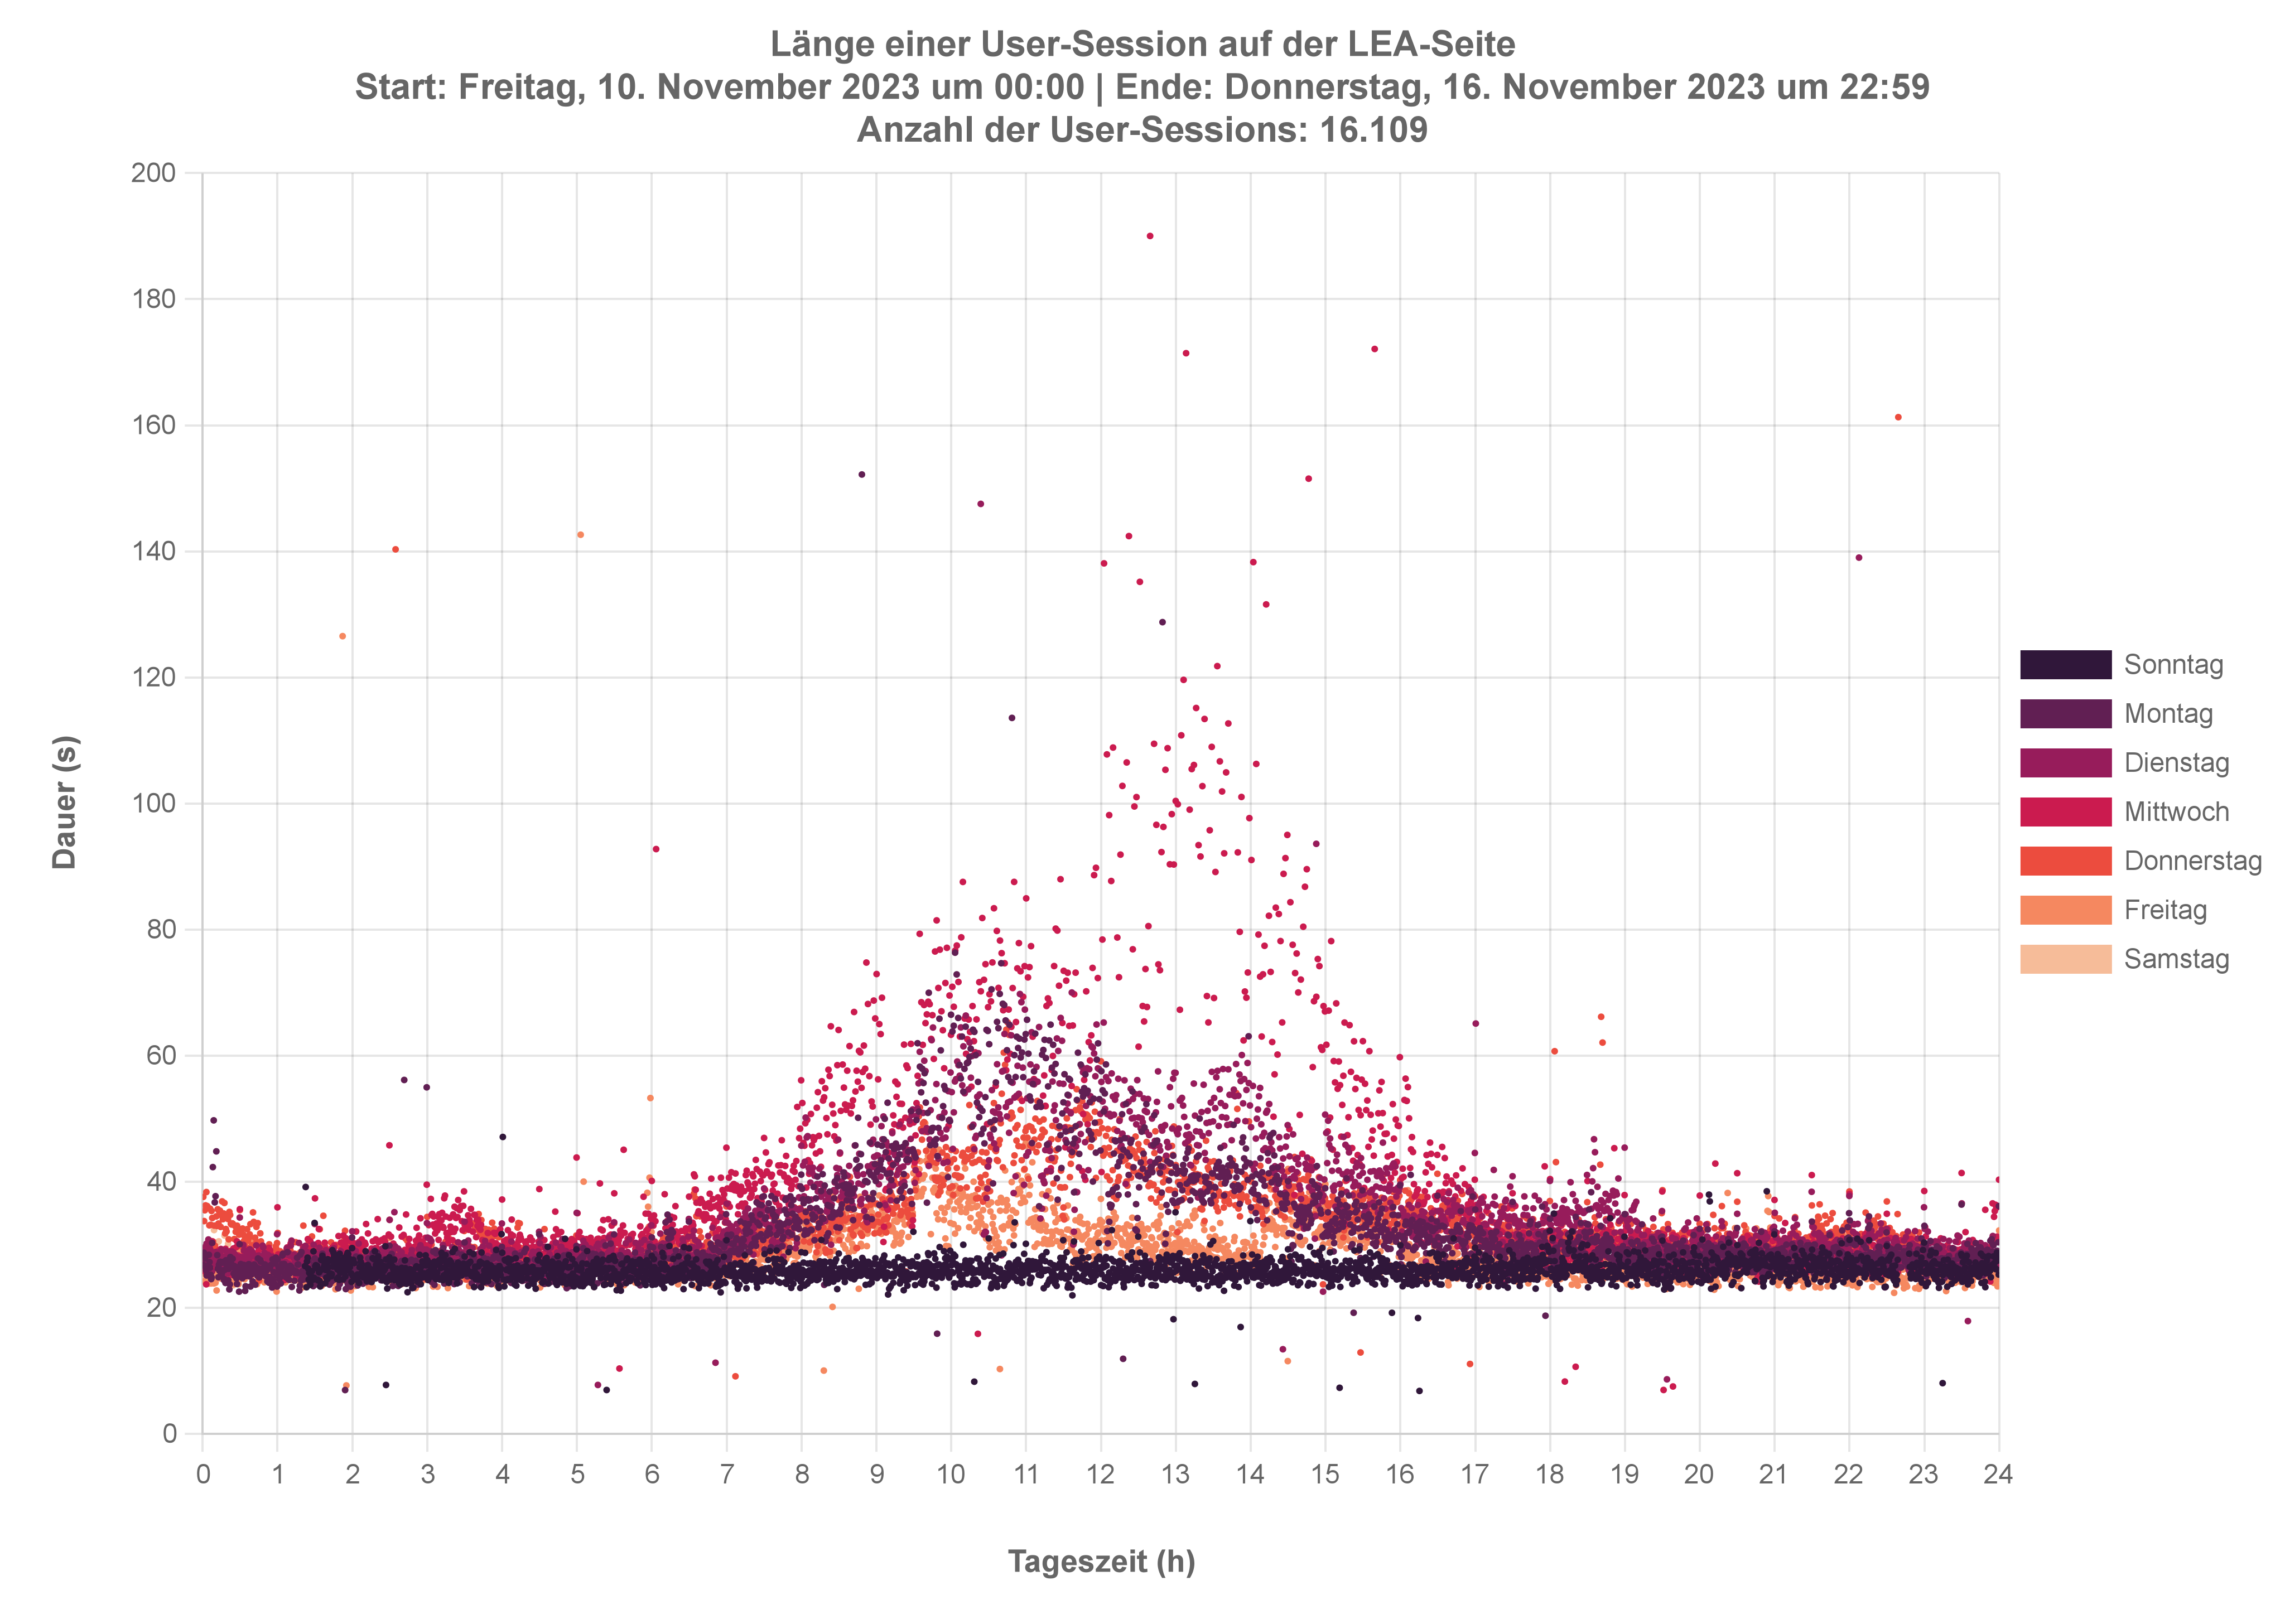 Länge einer User-Session auf der LEA-Seite
Start: Freitag, 10. November 2023 um 00:00 | Ende: Donnerstag, 16. November 2023 um 22:59
Anzahl der User-Sessions: 16.109
200
180
160
140
120
100
80
60
40
20
0
Dauer (s)
0 1 2 3 4 5 6 7 8 9 10 11 12 13 14 15 16 17 18 19 20 21 22 23 24
Tageszeit (h)
Sonntag
Montag
Dienstag
Mittwoch
Donnerstag
Freitag
Samstag